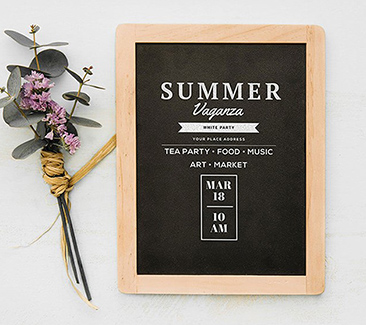 SUMMER
Vaganza
WHITE PARTY
YOUR PLACE ADDRESS
TEA PARTY • FOOD • MUSIC
ART • MARKET
MAR
18
10
AM